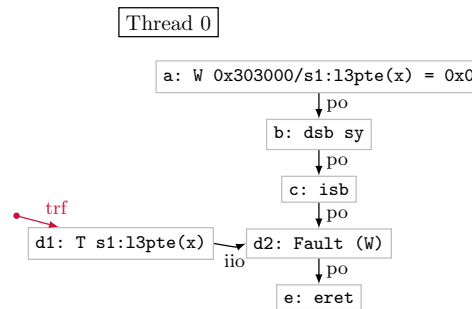 Thread 0
a: W 0x303000/s1:l3pte(x) = 0x0
po
b: dsb sy
po
c: isb
po
trf
d1: T s1:l3pte(x)
iio
d2: Fault (W)
po
e: eret